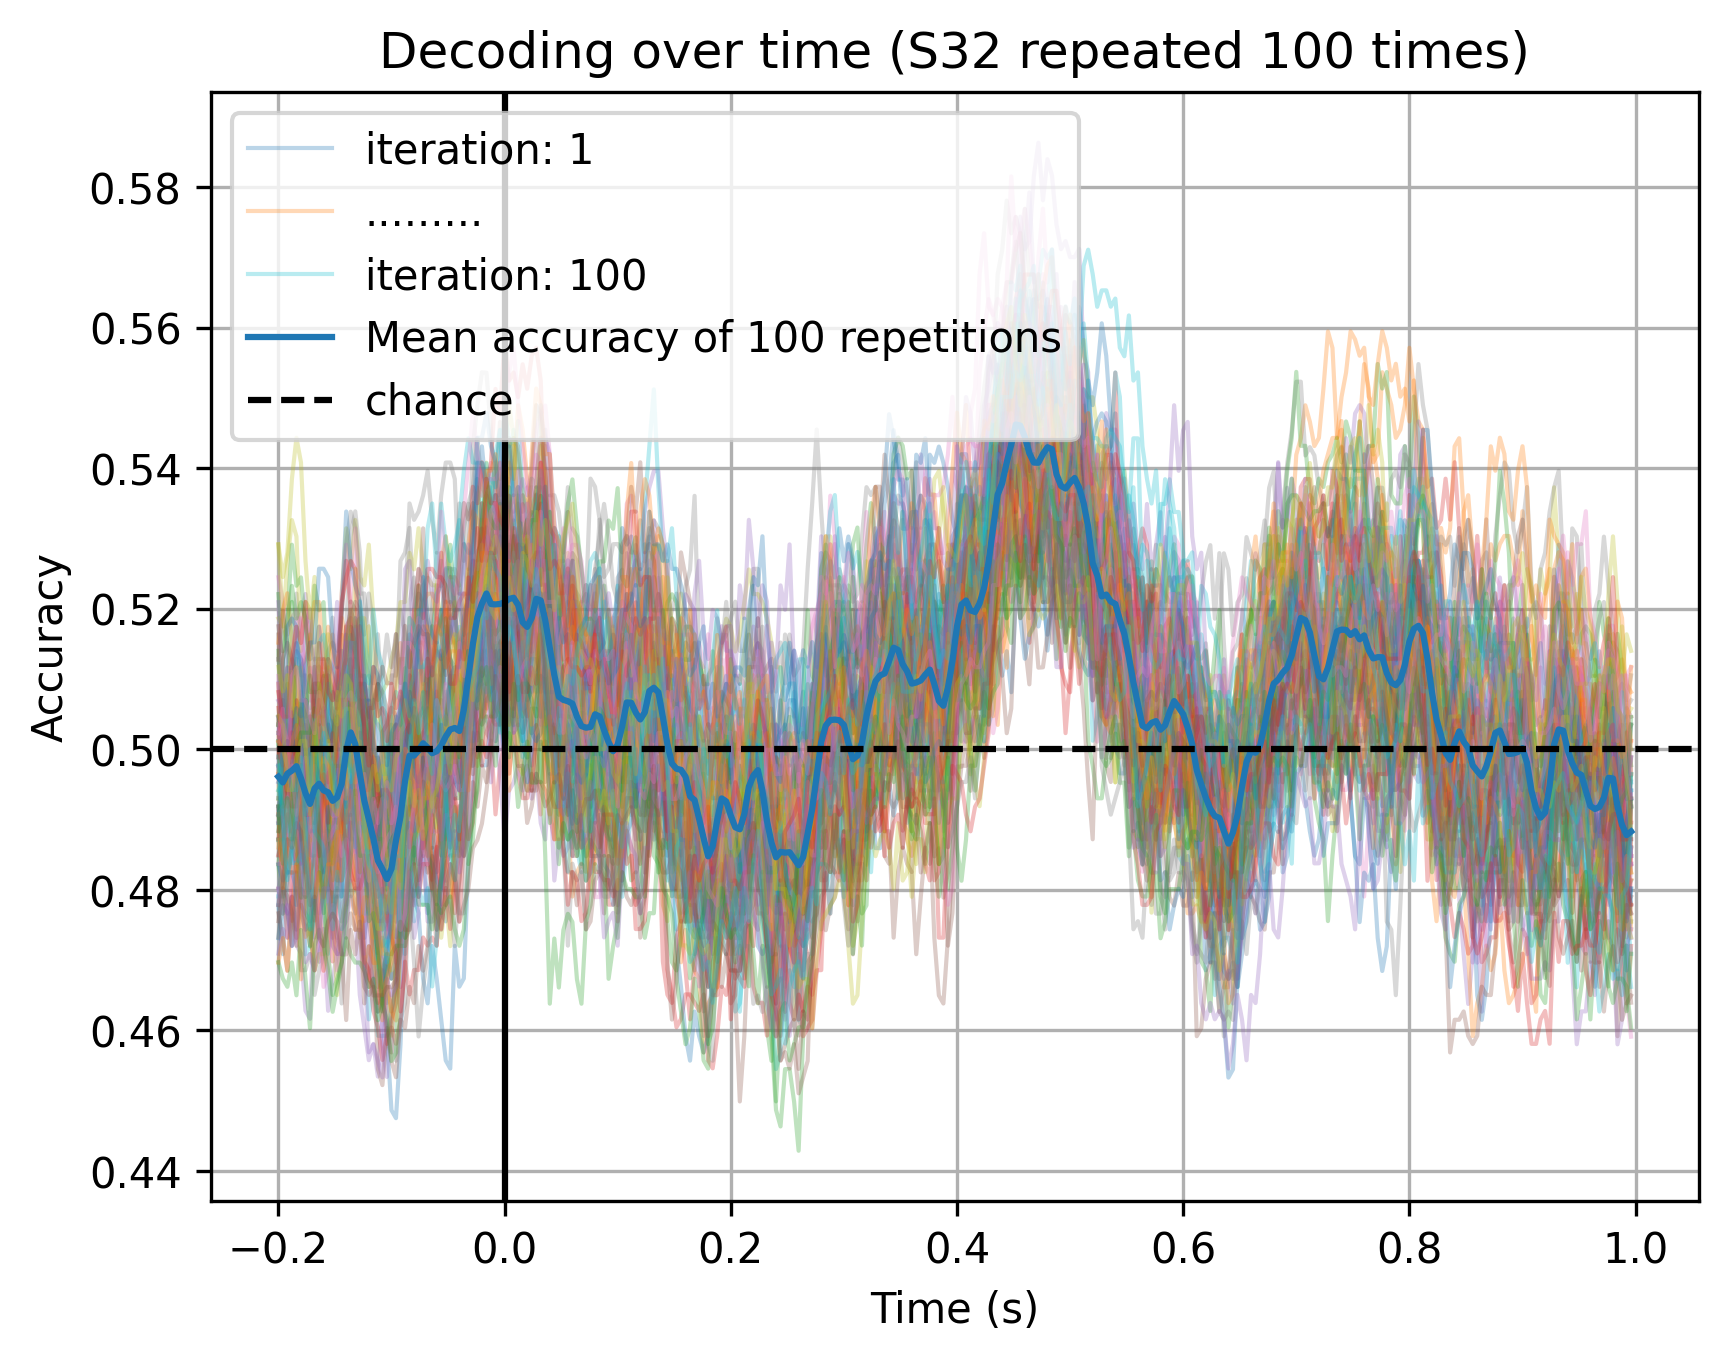 Decoding over time (S32 repeated 100 times)
iteration: 1
.........
iteration: 100
Mean accuracy of 100 repetitions
chance
Accuracy
0.58
0.56
0.54
0.52
0.50
0.48
0.46
0.44
−0.2 0.0 0.2 0.4 0.6 0.8 1.0
Time (s)